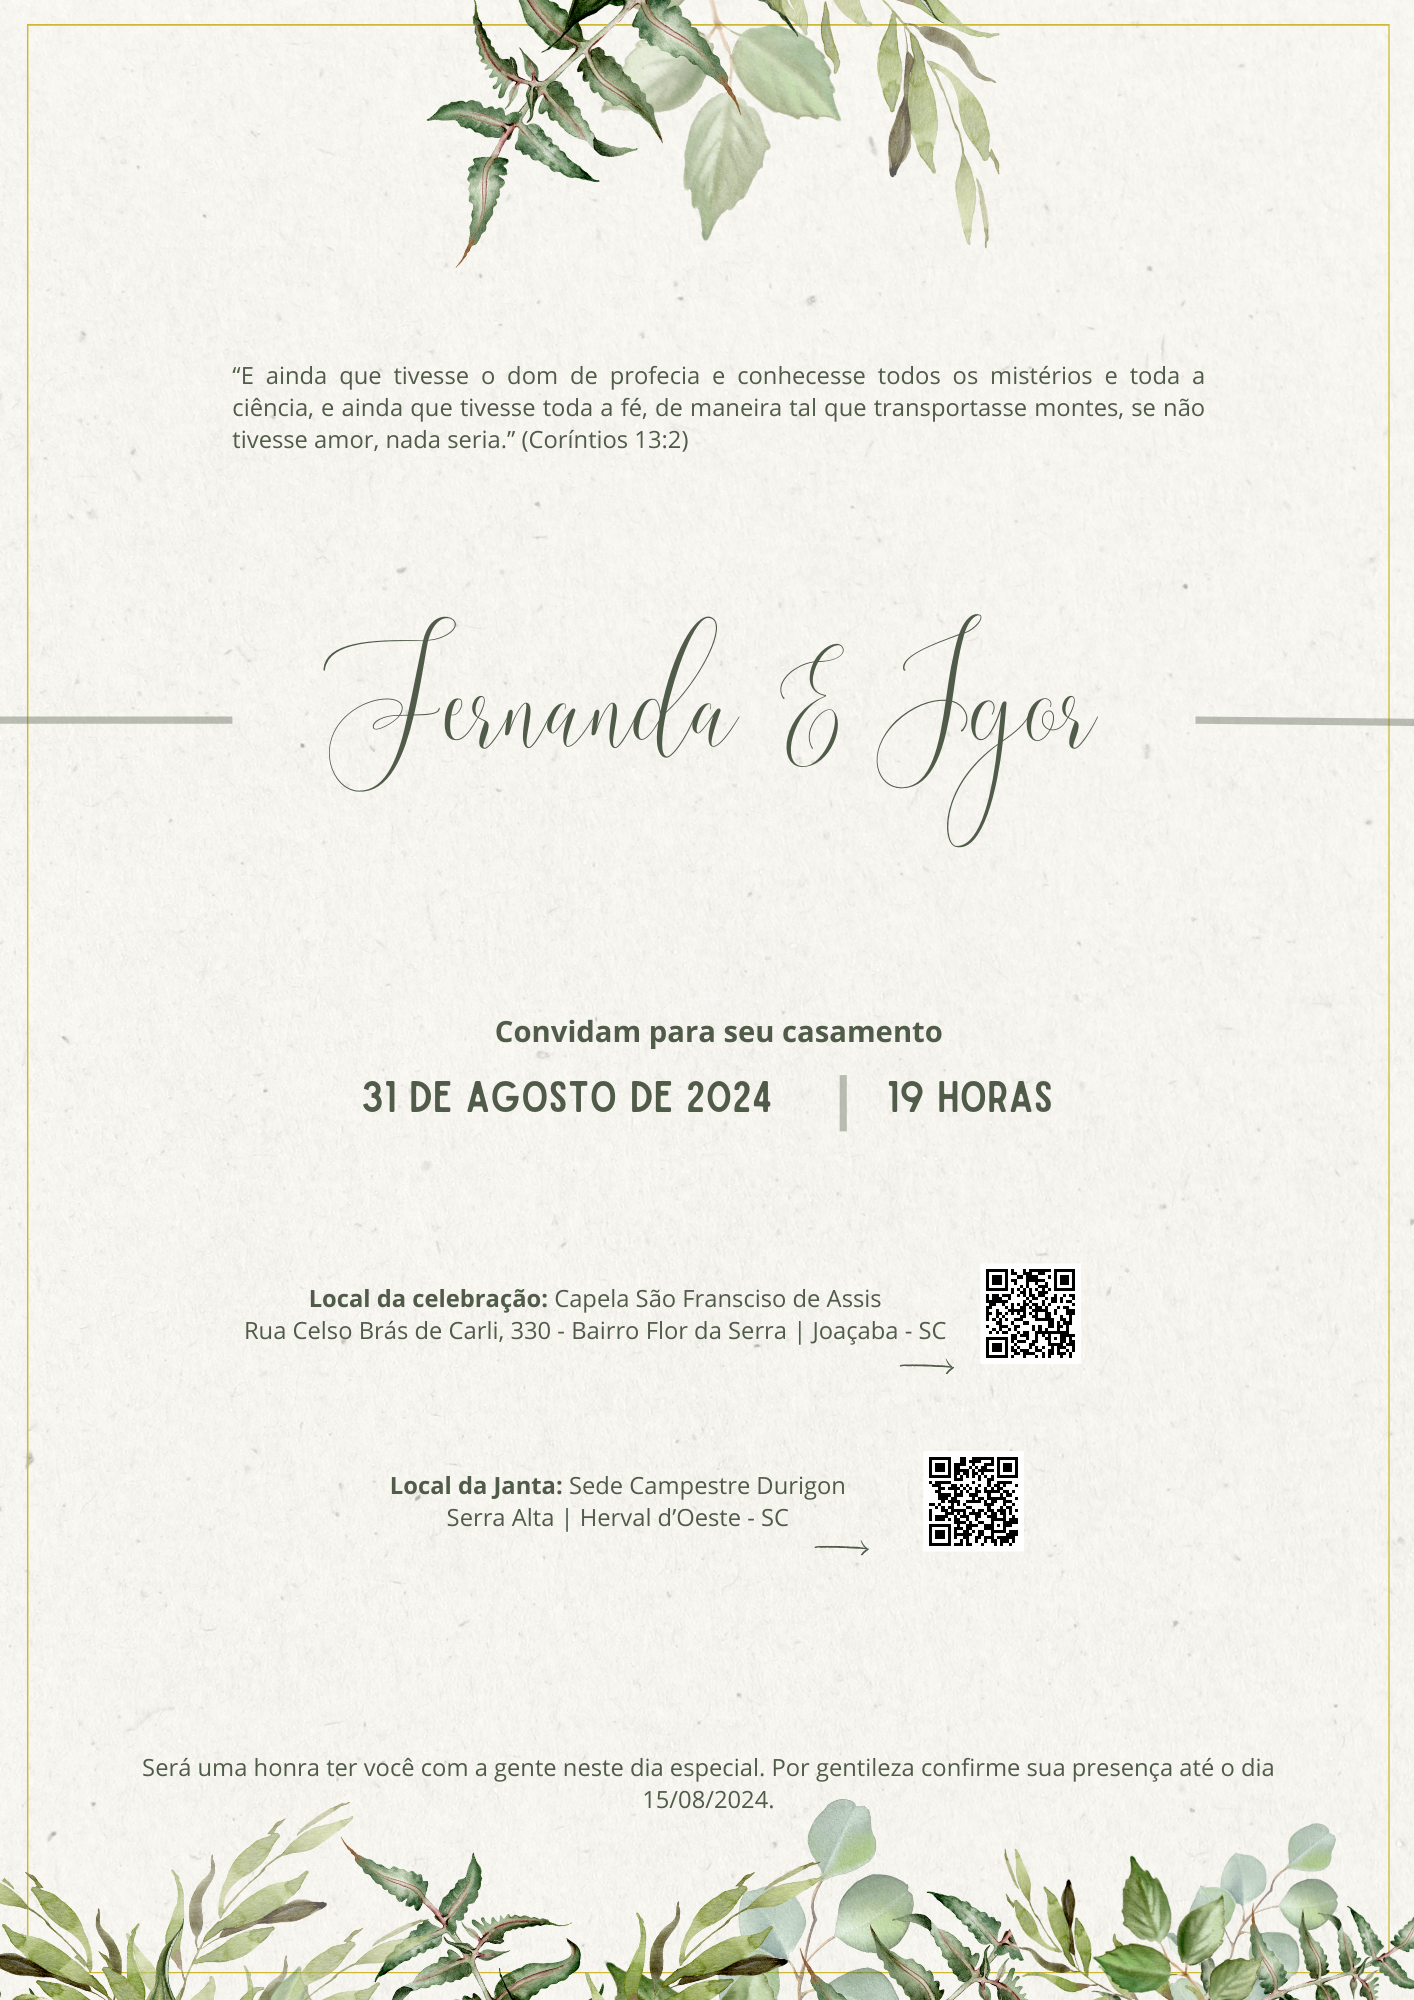 “E ainda que tivesse o dom de profecia e conhecesse todos os mistérios e toda a
ciência, e ainda que tivesse toda a fé, de maneira tal que transportasse montes, se não
tivesse amor, nada seria.” (Coríntios 13:2)
Fernanda E Igor
Convidam para seu casamento
31 DE AGOSTO DE 2024 | 19 HORAS
Local da celebração: Capela São Fransciso de Assis
Rua Celso Brás de Carli, 330 - Bairro Flor da Serra | Joaçaba - SC
Local da Janta: Sede Campestre Durigon
Serra Alta | Herval d’Oeste - SC
Será uma honra ter você com a gente neste dia especial. Por gentileza confirme sua presença até o dia
15/08/2024.